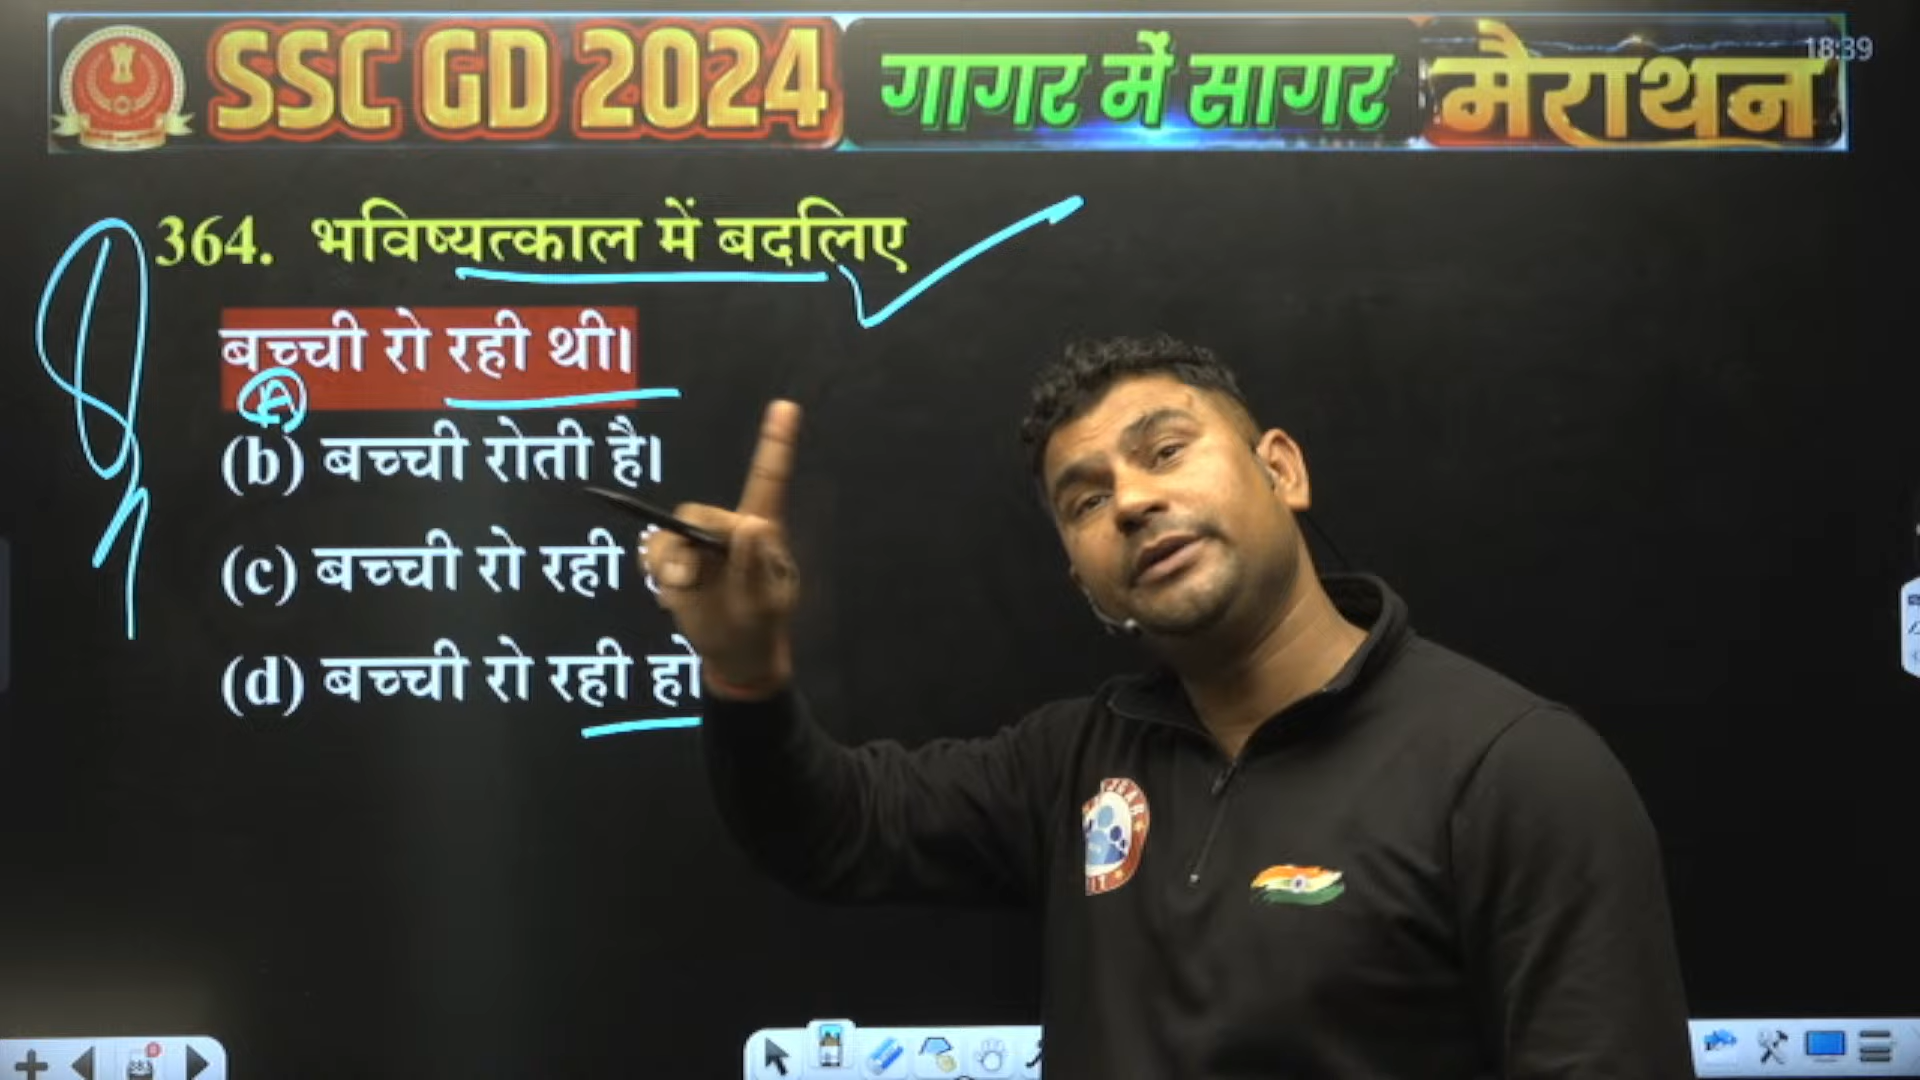 SSC GD 2024 गागर में सागर मैराथन
18:39
364. भविष्यत्काल में बदलिए
बच्ची रो रही थी।
(b) बच्ची रोती है।
(c) बच्ची रो रही
(d) बच्ची रो रही हो